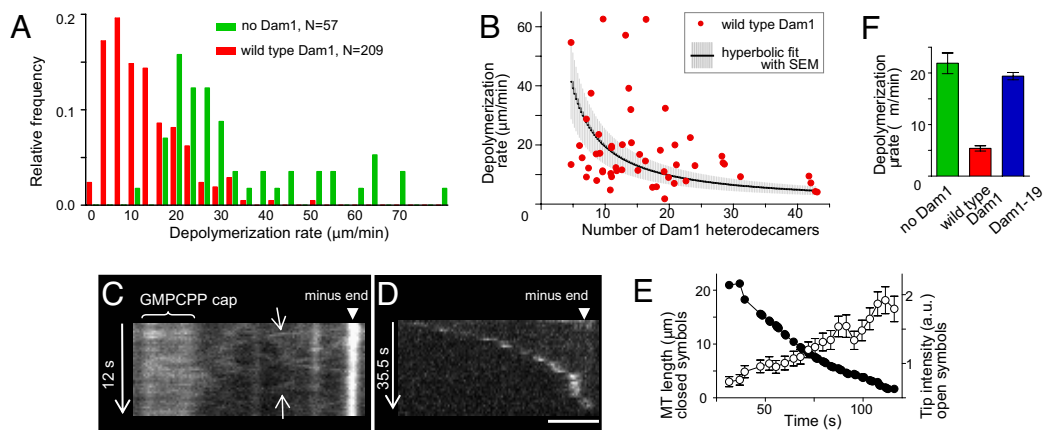 A
no Dam1, N=57
wild type Dam1, N=209
Relative frequency
0.2
0.1
0.0
0 10 20 30 40 50 60 70
Depolymerization rate (µm/min)
B
wild type Dam1
hyperbolic fit
with SEM
Depolymerization
rate (µm/min)
60
40
20
0
10 20 30 40
Number of Dam1 heterodecamers
F
Depolymerization
µrate ( m/min)
20
10
0
no Dam1
wild type
Dam1
Dam1-19
C
GMPCPP cap
minus end
12 s
D
minus end
35.5 s
E
MT length (µm)
closed symbols
20
10
0
50 100
Time (s)
2
1
Tip intensity (a.u.)
open symbols